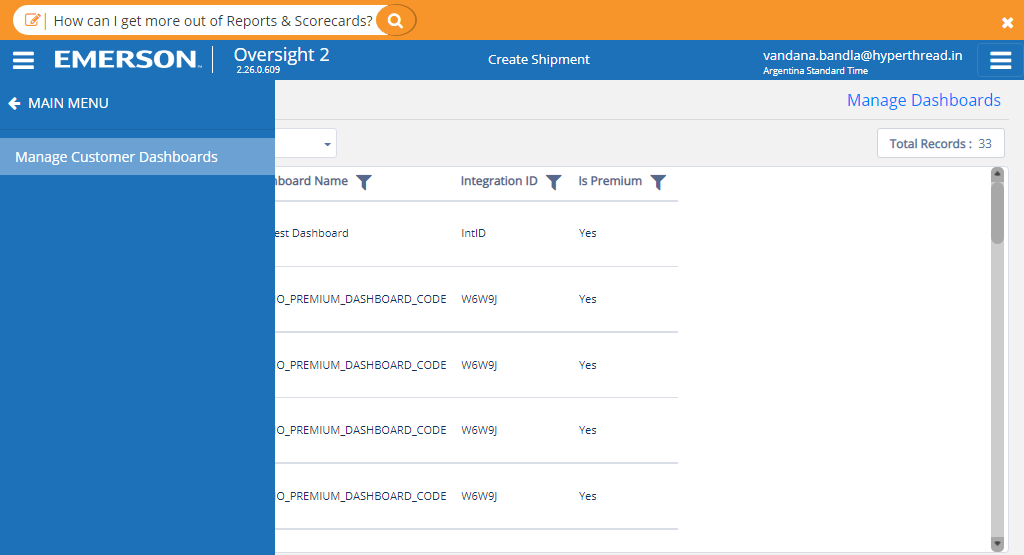 How can I get more out of Reports & Scorecards?
EMERSON
Oversight 2
2.26.0.609
Create Shipment
vandana.bandla@hyperthread.in
Argentina Standard Time
MAIN MENU
Manage Dashboards
Manage Customer Dashboards
Total Records : 33
Name Integration ID Is Premium
Dashboard IntID Yes
O_PREMIUM_DASHBOARD_CODE W6W9J Yes
O_PREMIUM_DASHBOARD_CODE W6W9J Yes
O_PREMIUM_DASHBOARD_CODE W6W9J Yes
O_PREMIUM_DASHBOARD_CODE W6W9J Yes